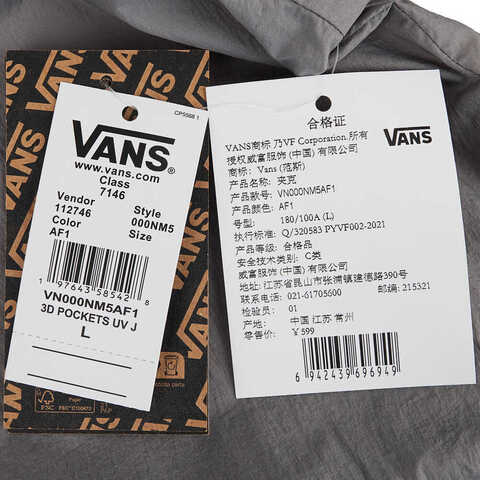 CP5568 1
VANS
www.vans.com
Class
7146
Vendor Style
112746 000NM5
Color Size
AF1
1 97643 58542 8
VN000NM5AF1
3D POCKETS UV J
L
FSC
合格证
VANS商标 乃VF Corporation.所有
授权威富服饰 (中国) 有限公司
VANS
商标: Vans (范斯)
产品名称: 夹克
产品款号: VN000NM5AF1
产品颜色: AF1
号型: 180/100A (L)
执行标准: Q/320583 PYVF002-2021
产品等级: 合格品
安全技术类别: C类
威富服饰 (中国) 有限公司
地址: 江苏省昆山市张浦镇建德路390号
联系电话: 021-61705600 邮编: 215321
检验员: 01
产地: 中国 江苏 常州
零售价: ¥599
6 942439 696949